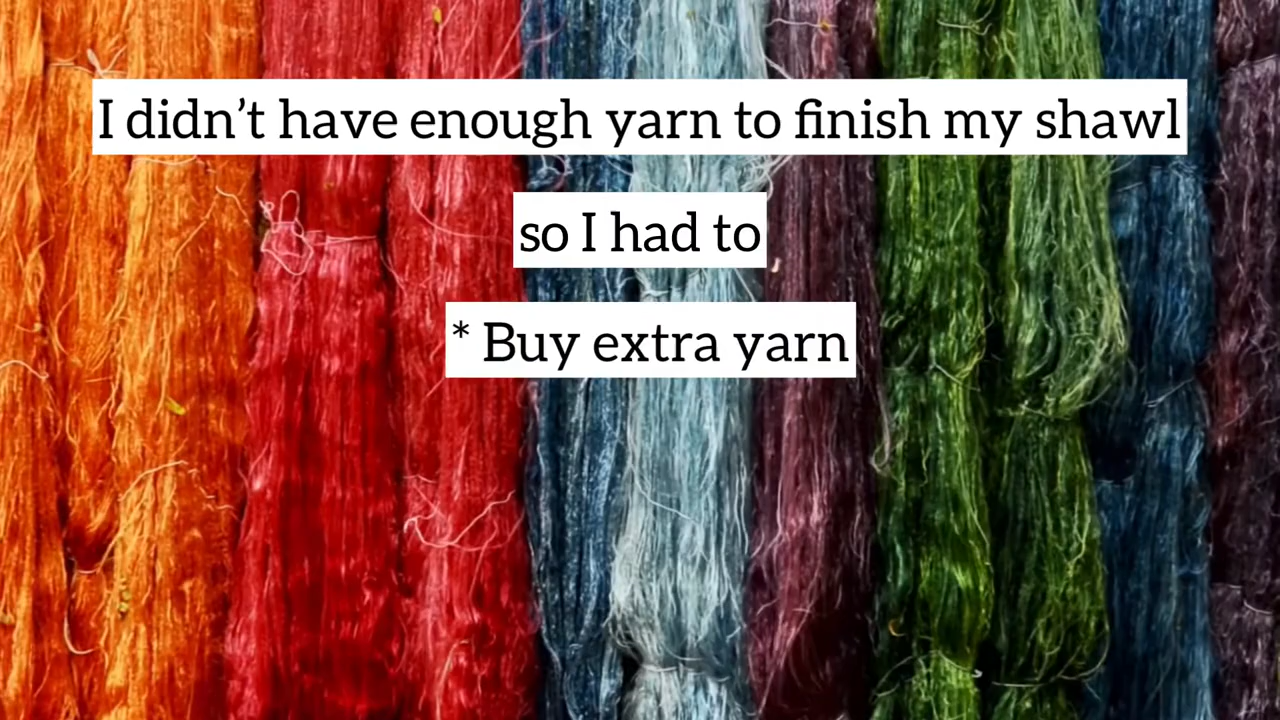 I didn’t have enough yarn to finish my shawl
so I had to
* Buy extra yarn